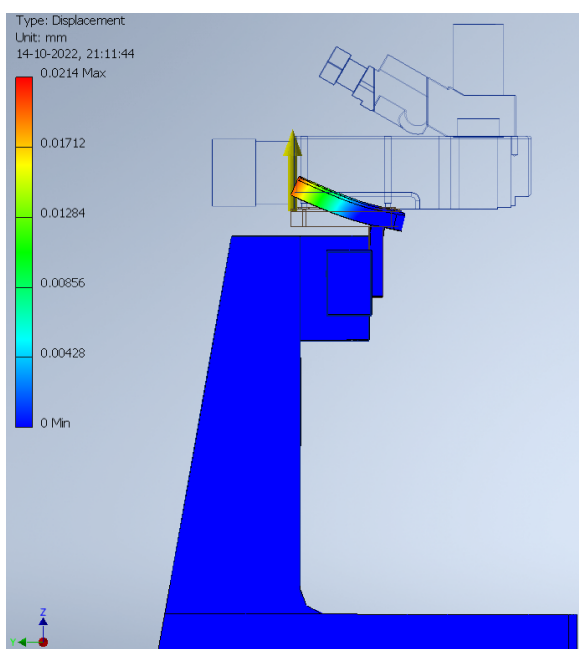 Type: Displacement
Unit: mm
14-10-2022, 21:11:44
0.0214 Max
0.01712
0.01284
0.00856
0.00428
0 Min
Z
Y